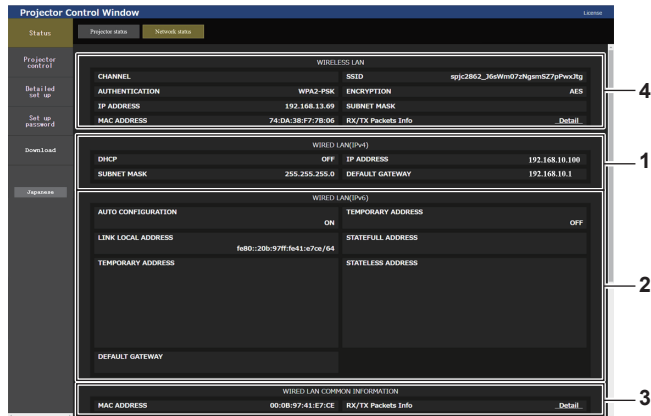 Projector Control Window
License
Status
Projector status
Network status
Projector
control
Detailed
set up
Set up
password
Download
Japanese
WIRELESS LAN
CHANNEL
SSID spjc2862_J6sWm07zNgsmSZ7pPwxJtg
AUTHENTICATION WPA2-PSK ENCRYPTION AES
IP ADDRESS 192.168.13.69 SUBNET MASK
MAC ADDRESS 74:DA:38:F7:7B:06 RX/TX Packets Info Detail
4
WIRED LAN(IPv4)
DHCP OFF IP ADDRESS 192.168.10.100
SUBNET MASK 255.255.255.0 DEFAULT GATEWAY 192.168.10.1
1
WIRED LAN(IPv6)
AUTO CONFIGURATION ON TEMPORARY ADDRESS OFF
LINK LOCAL ADDRESS fe80::20b:97ff:fe41:e7ce/64 STATEFULL ADDRESS
TEMPORARY ADDRESS STATELESS ADDRESS
DEFAULT GATEWAY
2
WIRED LAN COMMON INFORMATION
MAC ADDRESS 00:0B:97:41:E7:CE RX/TX Packets Info Detail
3